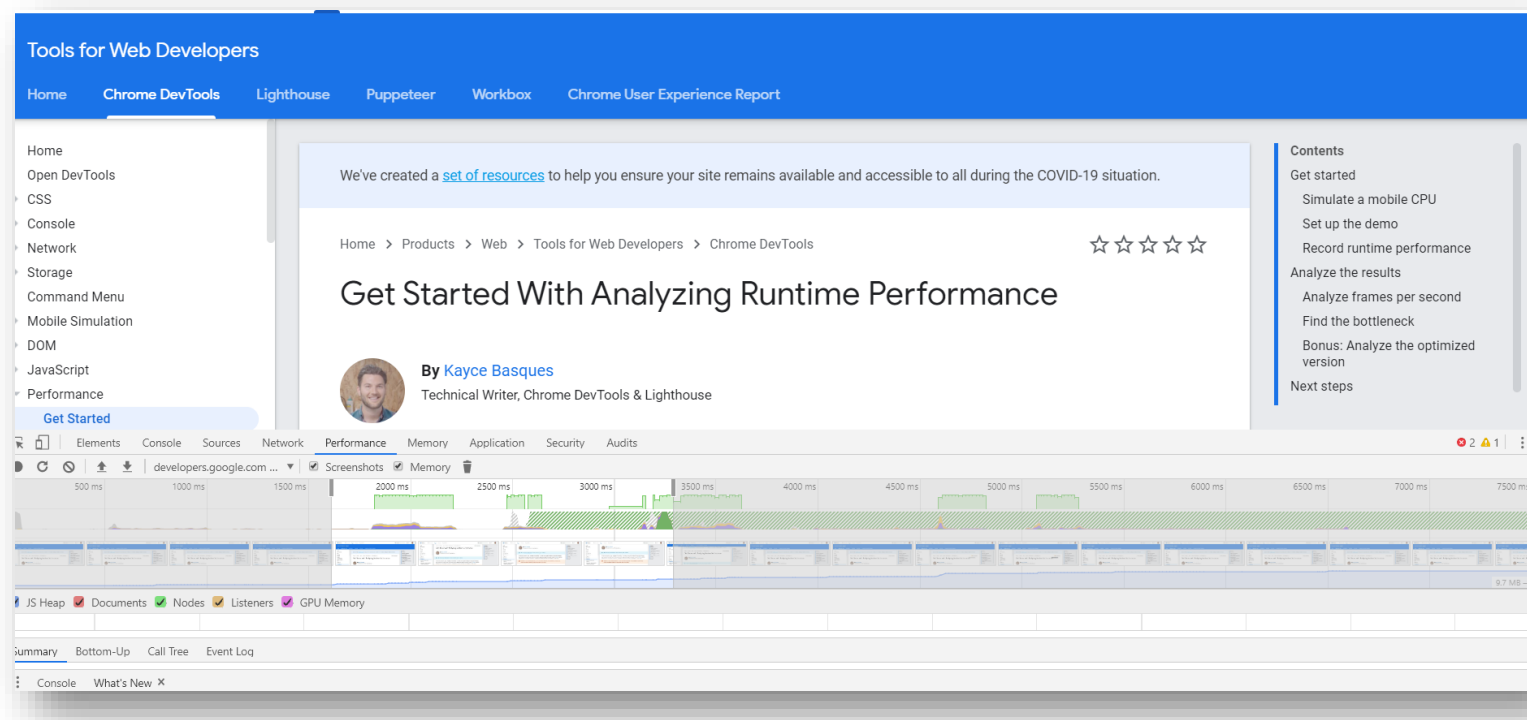 Tools for Web Developers
Home Chrome DevTools Lighthouse Puppeteer Workbox Chrome User Experience Report
Home
Open DevTools
CSS
Console
Network
Storage
Command Menu
Mobile Simulation
DOM
JavaScript
Performance
Get Started
We've created a set of resources to help you ensure your site remains available and accessible to all during the COVID-19 situation.
Home > Products > Web > Tools for Web Developers > Chrome DevTools
Get Started With Analyzing Runtime Performance
By Kayce Basques
Technical Writer, Chrome DevTools & Lighthouse
Contents
Get started
Simulate a mobile CPU
Set up the demo
Record runtime performance
Analyze the results
Analyze frames per second
Find the bottleneck
Bonus: Analyze the optimized
version
Next steps
Elements Console Sources Network Performance Memory Application Security Audits 2 1
developers.google.com ... Screenshots Memory
500 ms 1000 ms 1500 ms 2000 ms 2500 ms 3000 ms 3500 ms 4000 ms 4500 ms 5000 ms 5500 ms 6000 ms 6500 ms 7000 ms 7500 ms
9.7 MB –
JS Heap Documents Nodes Listeners GPU Memory
Summary Bottom-Up Call Tree Event Log
Console What's New ×